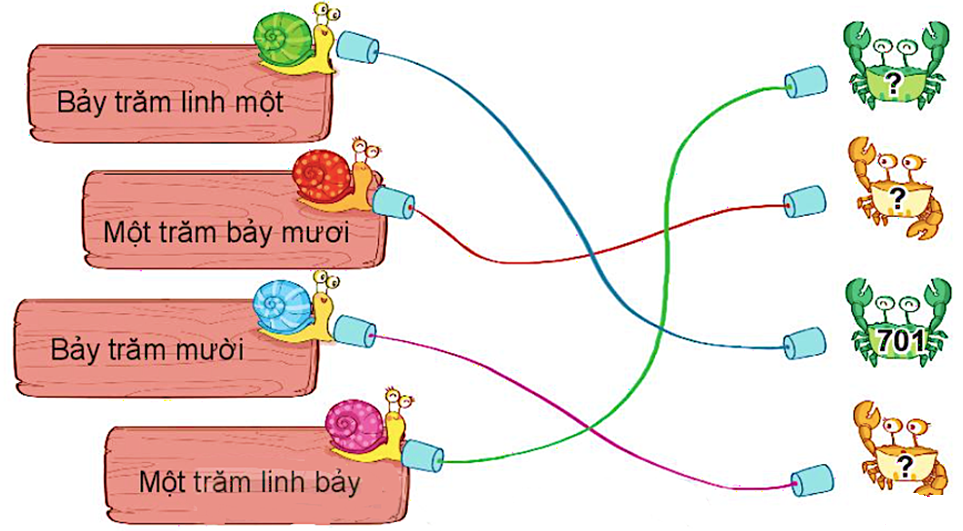 Bảy trăm linh một
?
Một trăm bảy mươi
?
Bảy trăm mười
701
Một trăm linh bảy
?